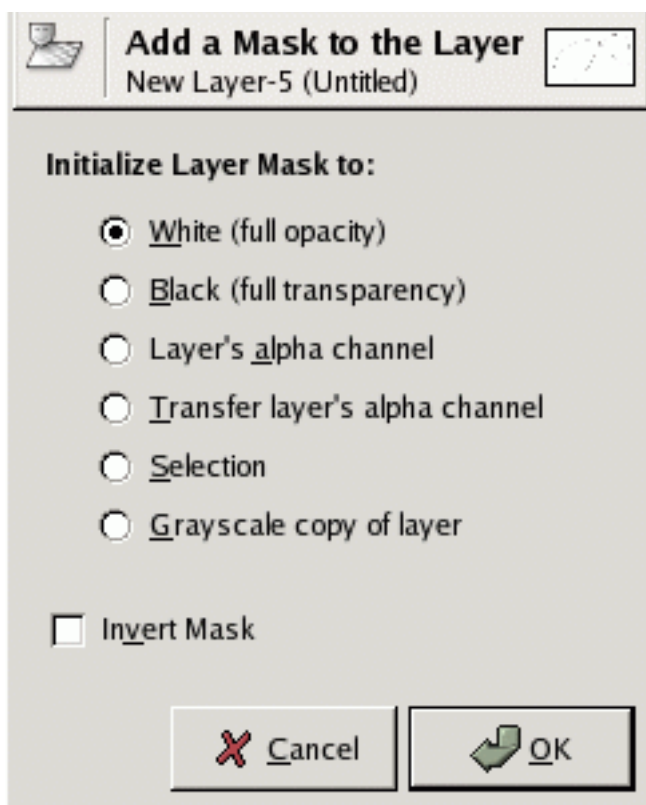 Add a Mask to the Layer
New Layer-5 (Untitled)
Initialize Layer Mask to:
White (full opacity)
Black (full transparency)
Layer's alpha channel
Transfer layer's alpha channel
Selection
Grayscale copy of layer
Invert Mask
Cancel
OK